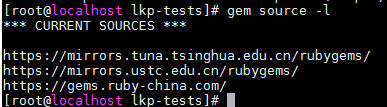 [root@localhost lkp-tests]# gem source -l
*** CURRENT SOURCES ***
https://mirrors.tuna.tsinghua.edu.cn/rubygems/
https://mirrors.ustc.edu.cn/rubygems/
https://gems.ruby-china.com/
[root@localhost lkp-tests]#